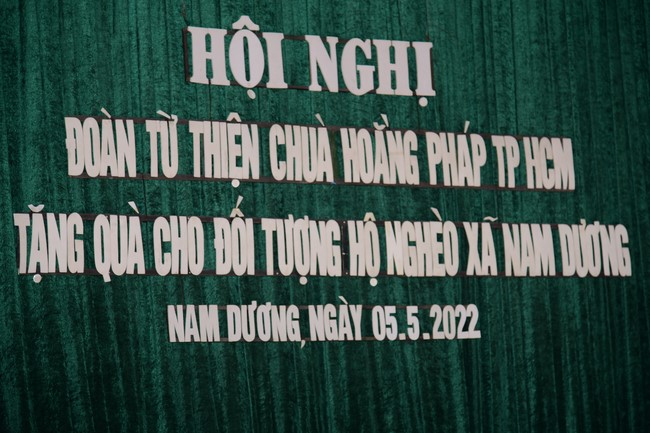 HỘI NGHỊ
ĐOÀN TỪ THIỆN CHUÀ HOẰNG PHÁP TP HCM
TẶNG QUÀ CHO ĐỐI TƯỢNG HỘ NGHÈO XÃ NAM DƯƠNG
NAM DƯƠNG, NGÀY 05.5.2022